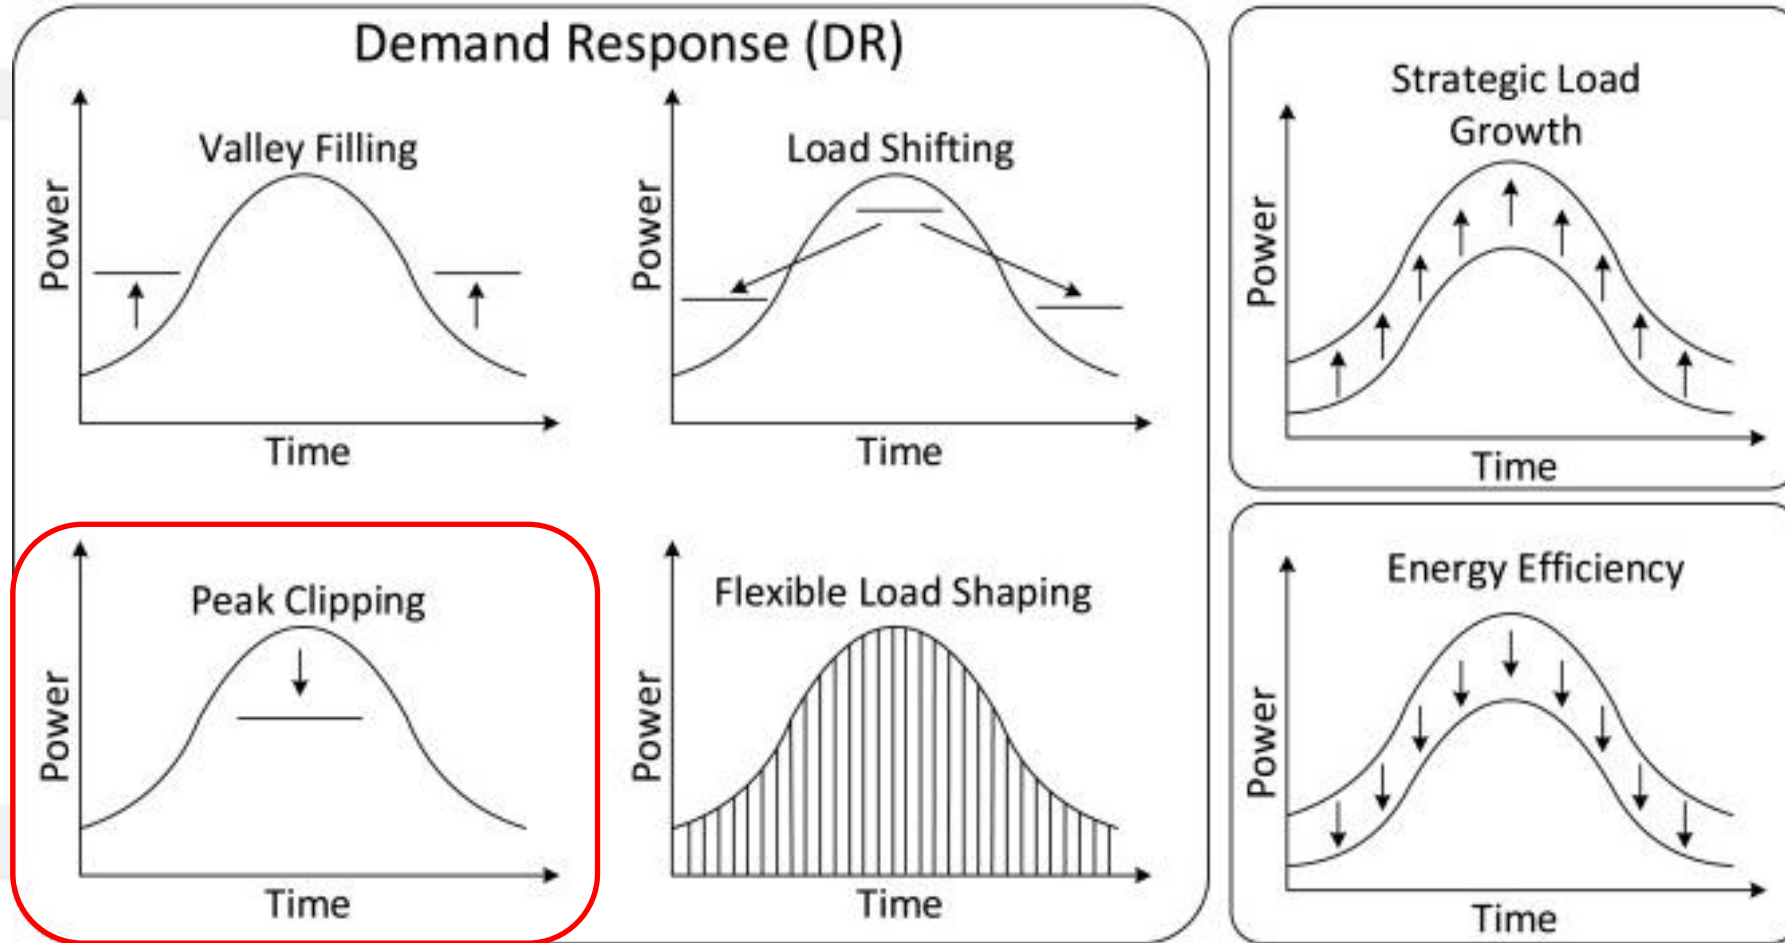 Demand Response (DR)
Valley Filling
Power
Time
Load Shifting
Power
Time
Peak Clipping
Power
Time
Flexible Load Shaping
Power
Time
Strategic Load
Growth
Power
Time
Energy Efficiency
Power
Time